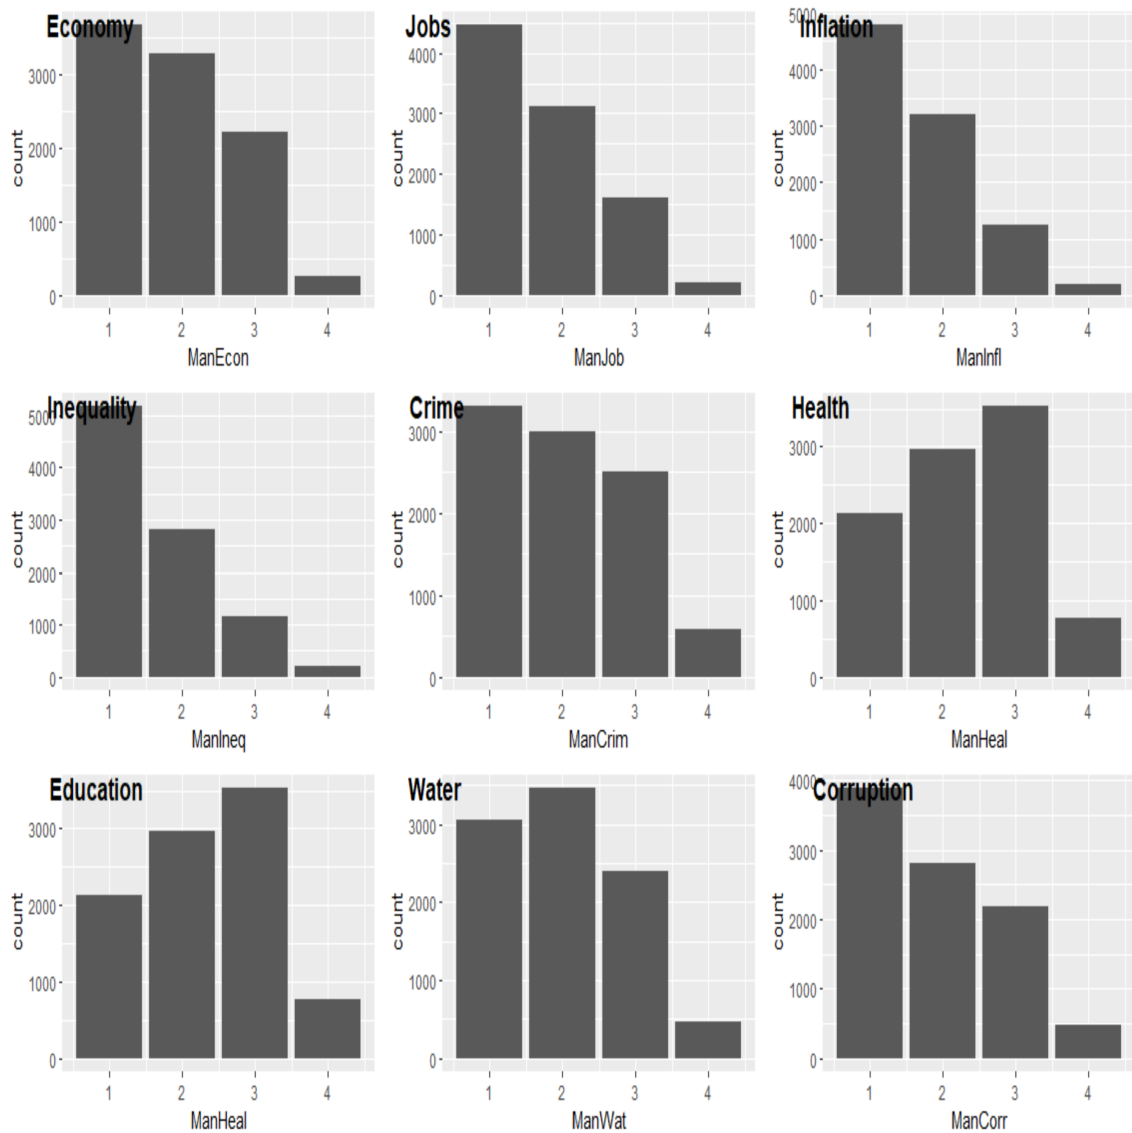 Economy
count
3000
2000
1000
0
1 2 3 4
ManEcon
Jobs
count
4000
3000
2000
1000
0
1 2 3 4
ManJob
Inflation
count
5000
4000
3000
2000
1000
0
1 2 3 4
ManInfl
Inequality
count
5000
4000
3000
2000
1000
0
1 2 3 4
ManIneq
Crime
count
3000
2000
1000
0
1 2 3 4
ManCrim
Health
count
3000
2000
1000
0
1 2 3 4
ManHeal
Education
count
3000
2000
1000
0
1 2 3 4
ManHeal
Water
count
3000
2000
1000
0
1 2 3 4
ManWat
Corruption
count
4000
3000
2000
1000
0
1 2 3 4
ManCorr